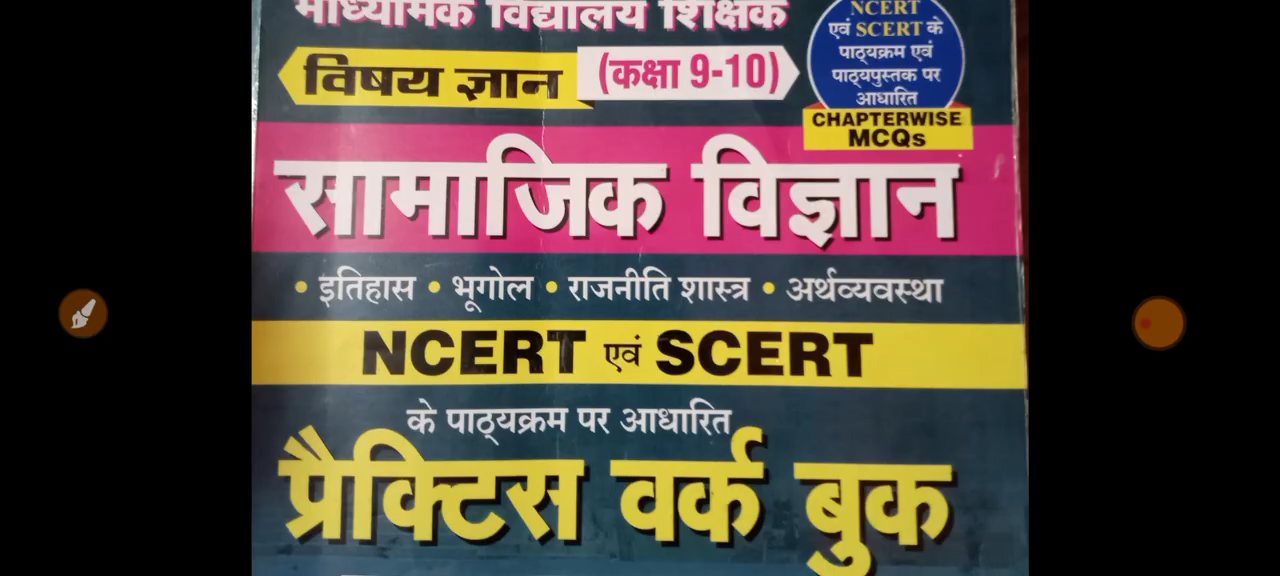 माध्यमिक विद्यालय शिक्षक
विषय ज्ञान (कक्षा 9-10)
NCERT
एवं SCERT के
पाठ्यक्रम एवं
पाठ्यपुस्तक पर
आधारित
CHAPTERWISE
MCQs
सामाजिक विज्ञान
• इतिहास • भूगोल • राजनीति शास्त्र • अर्थव्यवस्था
NCERT एवं SCERT
के पाठ्यक्रम पर आधारित
प्रैक्टिस वर्क बुक